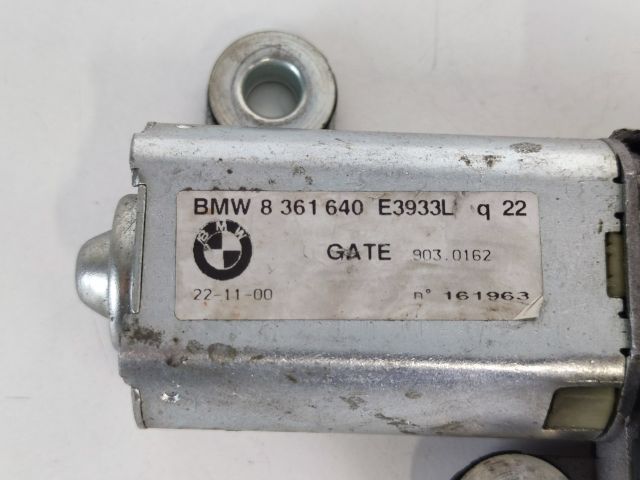 BMW 8 361 640 E3933L q 22
BMW
GATE 903.0162
22-11-00 n° 161963